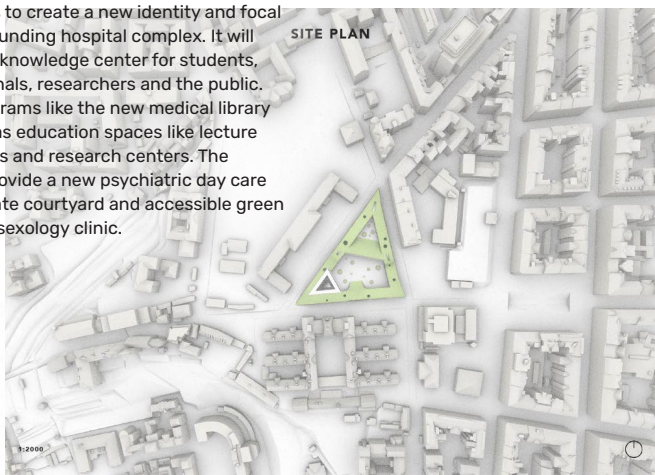 s to create a new identity and focal
unding hospital complex. It will
knowledge center for students,
nals, researchers and the public.
rams like the new medical library
as education spaces like lecture
s and research centers. The
ovide a new psychiatric day care
ate courtyard and accessible green
sexology clinic.
SITE PLAN
1:2000